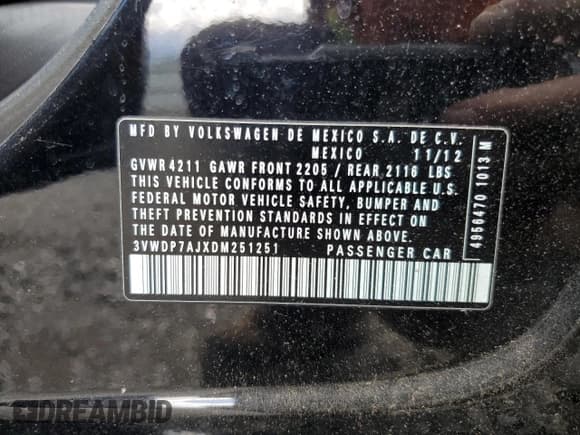 MFD BY VOLKSWAGEN DE MEXICO S.A. DE C.V.
MEXICO 11/12
GVWR 4211 GAWR FRONT 2205 / REAR 2116 LBS
THIS VEHICLE CONFORMS TO ALL APPLICABLE U.S.
FEDERAL MOTOR VEHICLE SAFETY, BUMPER AND
THEFT PREVENTION STANDARDS IN EFFECT ON
THE DATE OF MANUFACTURE SHOWN ABOVE.
3VWDP7AJXDM251251 PASSENGER CAR
4956470 1013 M
DREAMBID